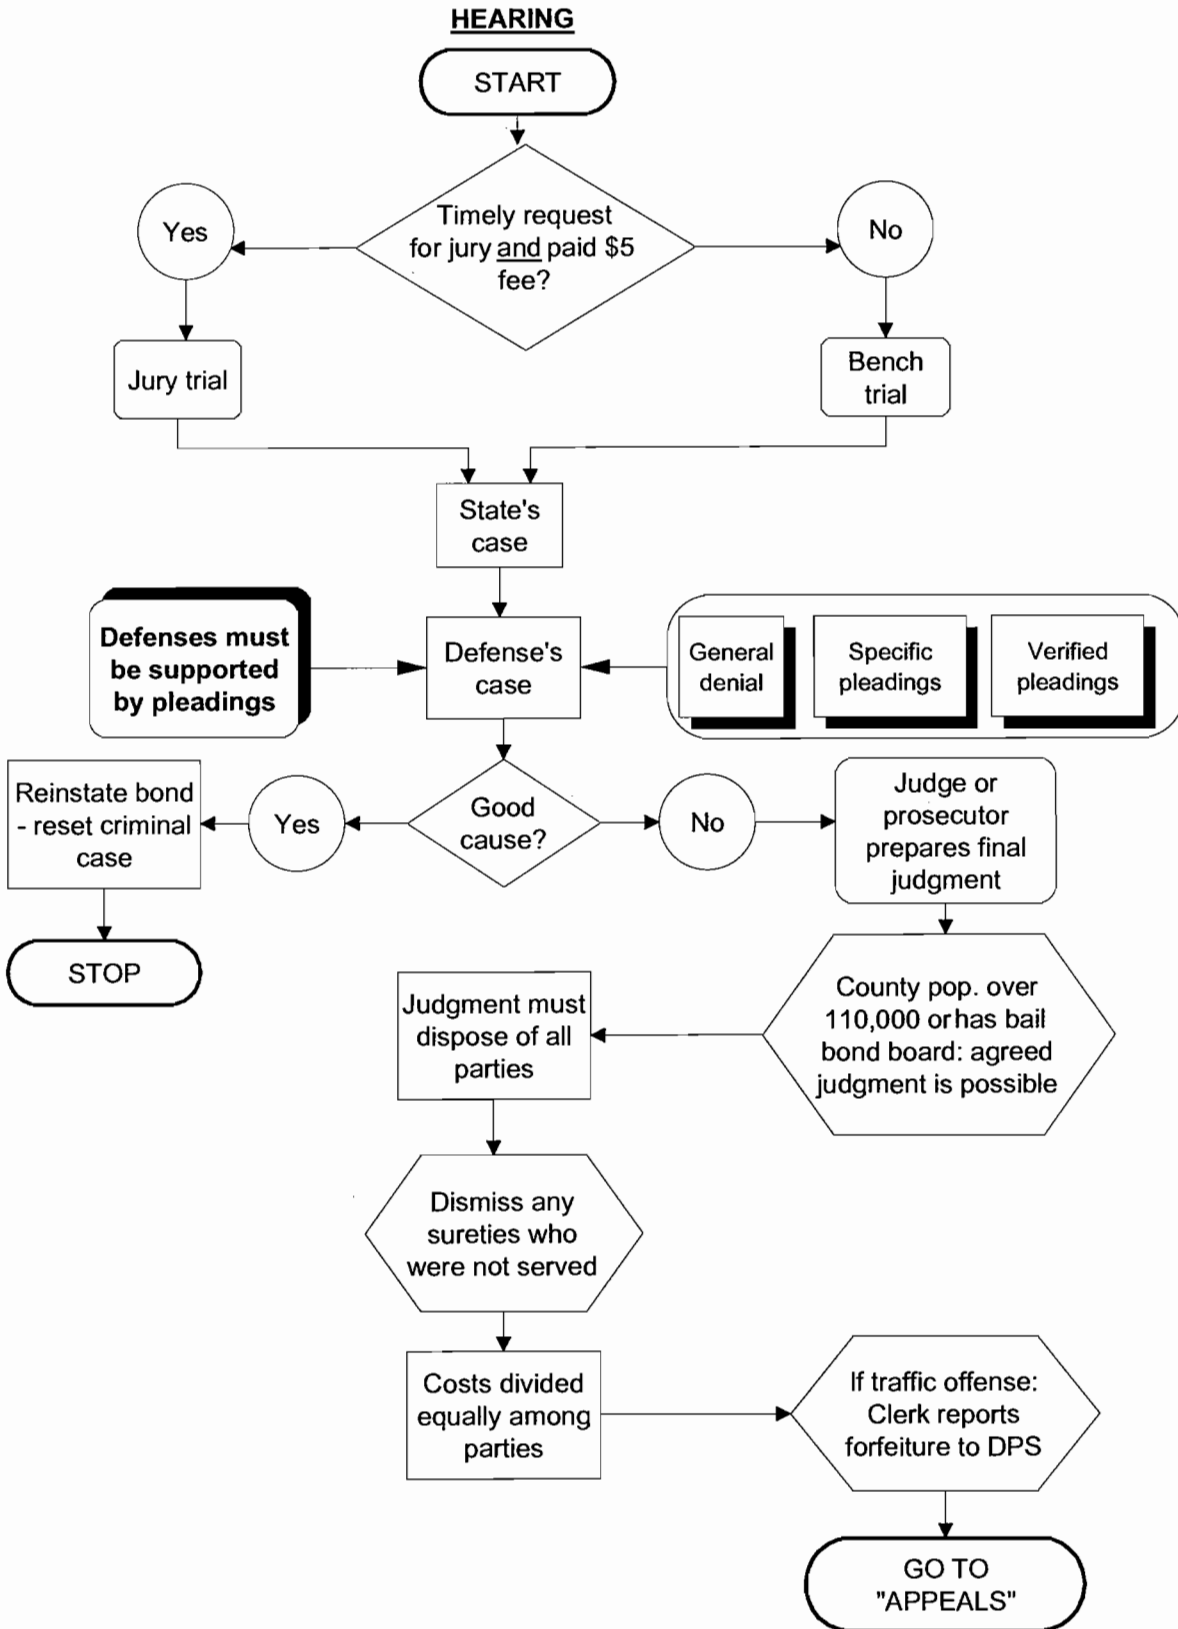 HEARING
START
Timely request
for jury and paid $5
fee?
Yes
No
Jury trial
Bench
trial
State's
case
Defenses must
be supported
by pleadings
Defense's
case
General
denial
Specific
pleadings
Verified
pleadings
Reinstate bond
- reset criminal
case
Yes
Good
cause?
No
Judge or
prosecutor
prepares final
judgment
STOP
Judgment must
dispose of all
parties
County pop. over
110,000 or has bail
bond board: agreed
judgment is possible
Dismiss any
sureties who
were not served
Costs divided
equally among
parties
If traffic offense:
Clerk reports
forfeiture to DPS
GO TO
"APPEALS"